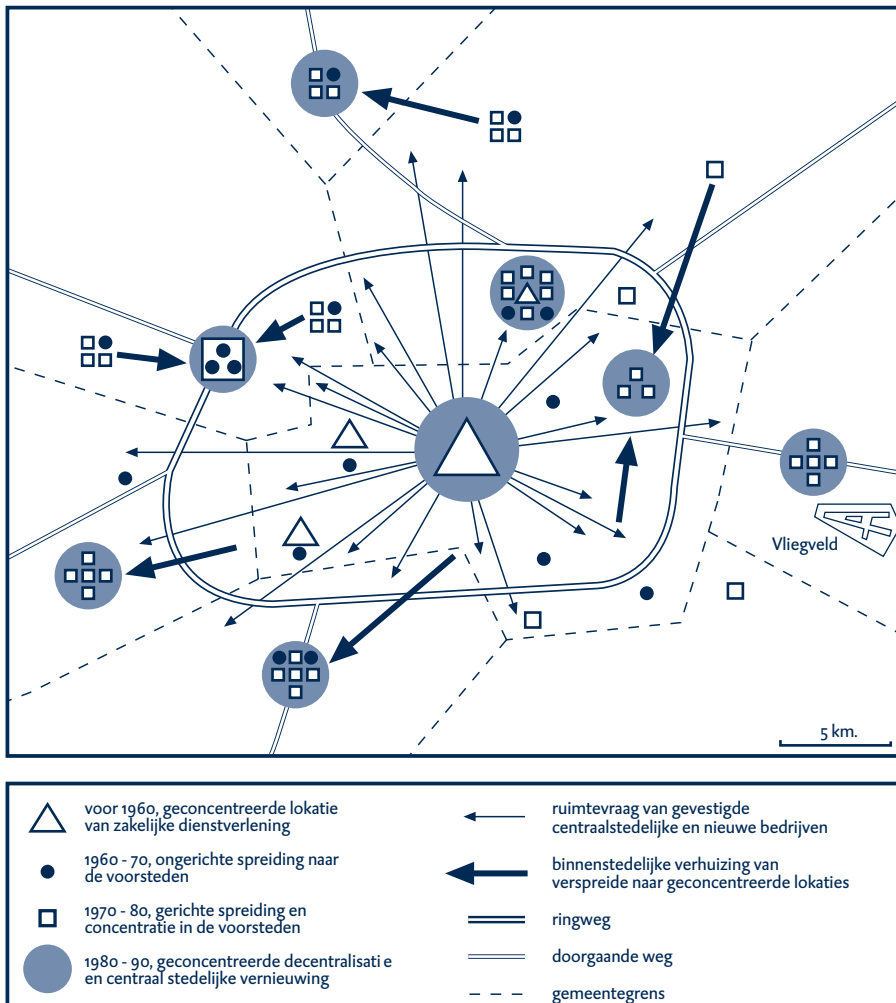 Vliegveld
5 km.
voor 1960, geconcentreerde lokatie
van zakelijke dienstverlening
1960 - 70, ongerichte spreiding naar
de voorsteden
1970 - 80, gerichte spreiding en
concentratie in de voorsteden
1980 - 90, geconcentreerde decentralisati e
en centraal stedelijke vernieuwing
ruimtevraag van gevestigde
centraalstedelijke en nieuwe bedrijven
binnenstedelijke verhuizing van
verspreide naar geconcentreerde lokaties
ringweg
doorgaande weg
gemeentegrens